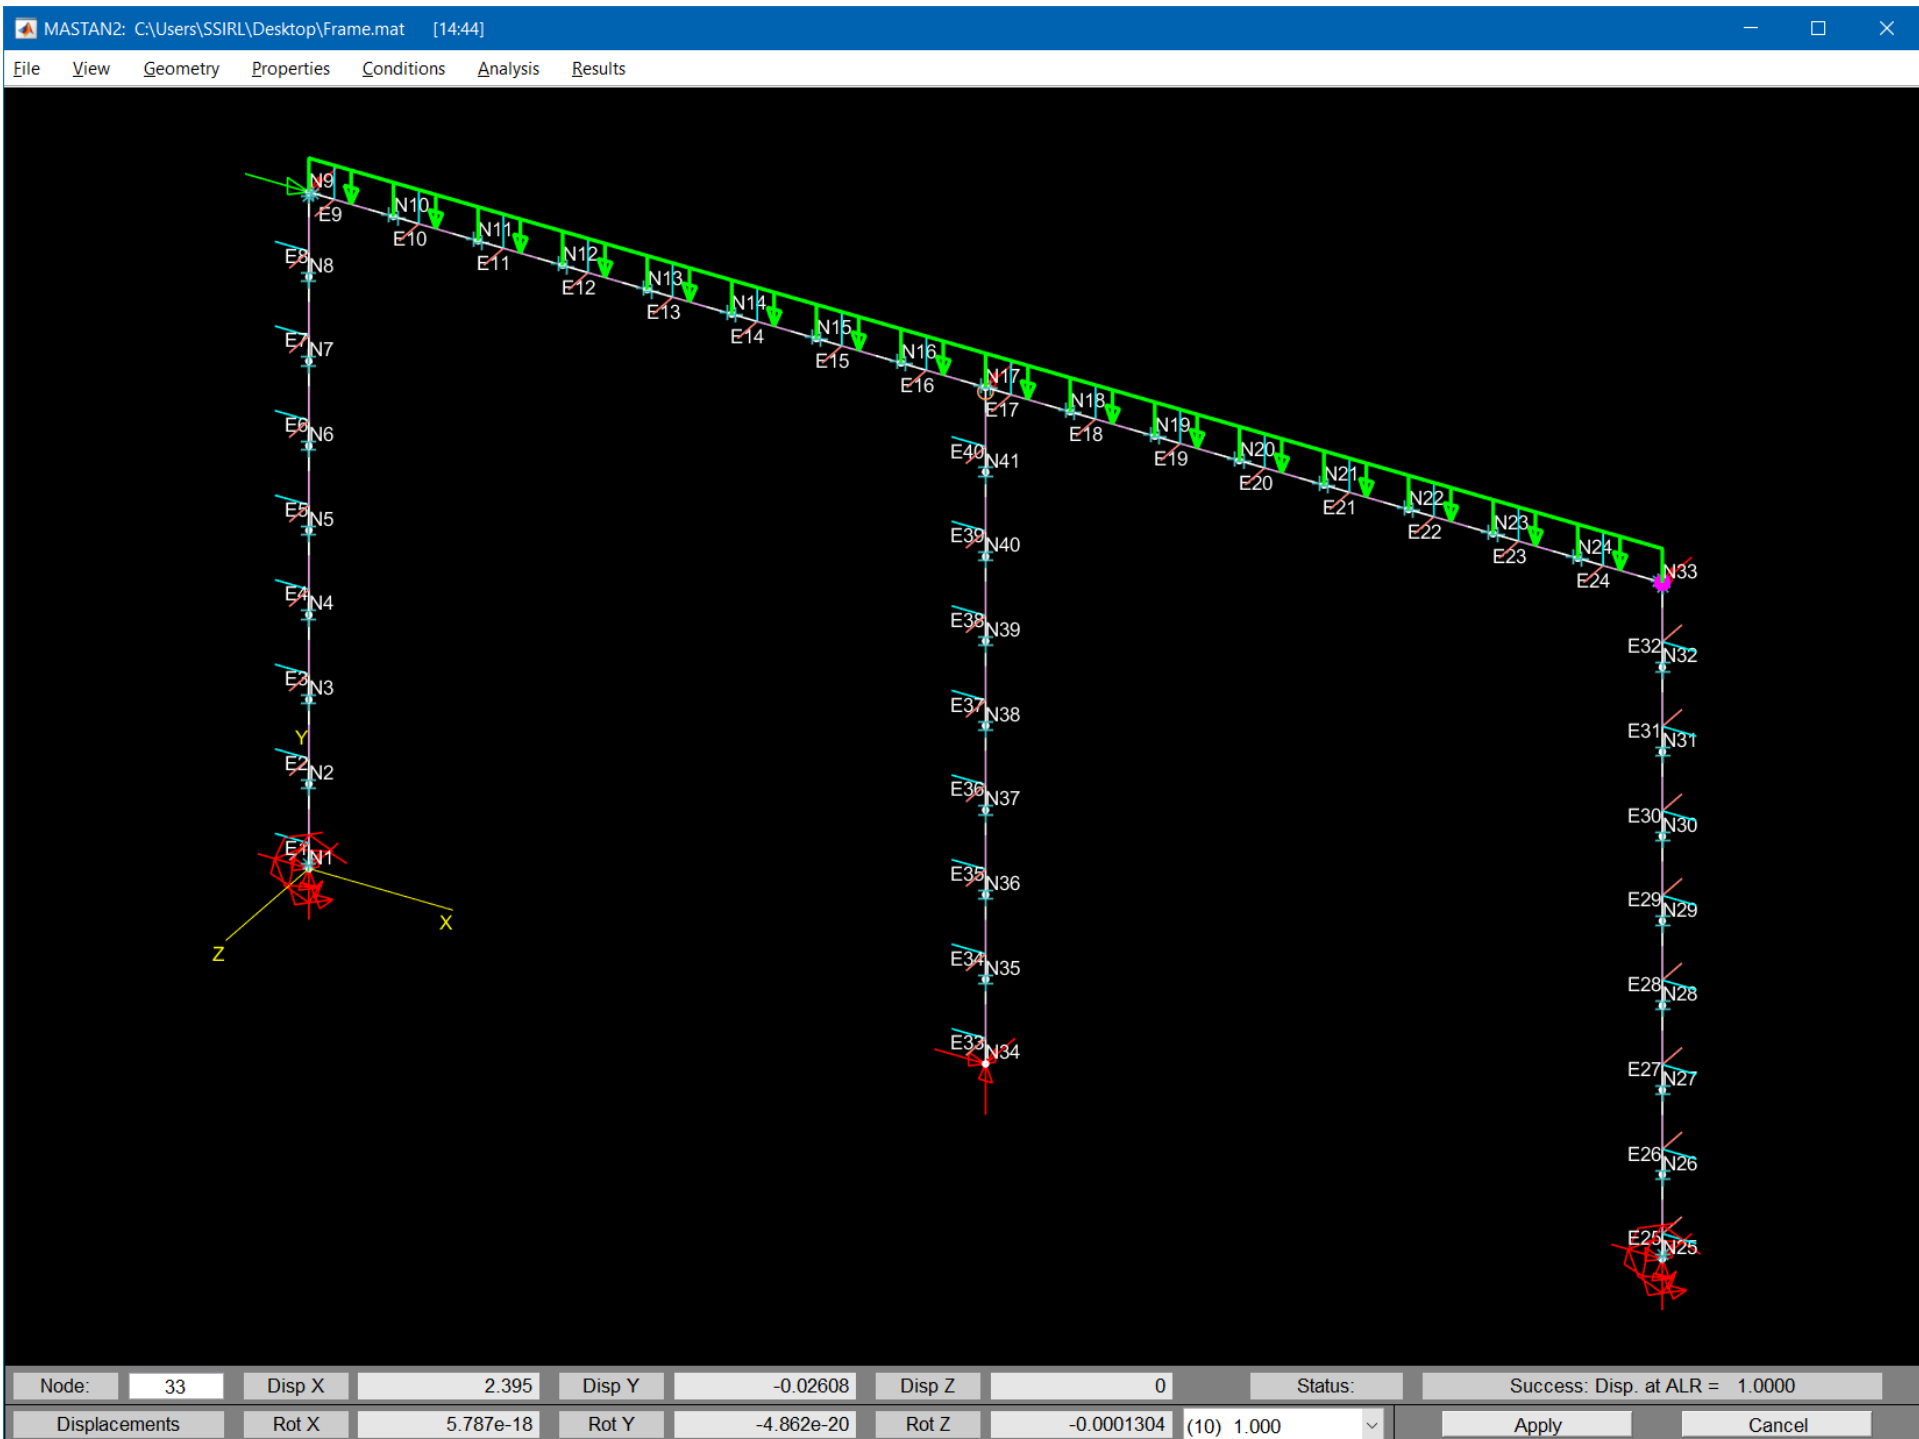 MASTAN2: C:\Users\SSIRL\Desktop\Frame.mat [14:44]
File View Geometry Properties Conditions Analysis Results
N9
E9
N10
E10
N11
E11
N12
E12
N13
E13
N14
E14
N15
E15
N16
E16
N17
E17
N18
E18
N19
E19
N20
E20
N21
E21
N22
E22
N23
E23
N24
E24
N33
E8 N8
E7 N7
E6 N6
E5 N5
E4 N4
E3 N3
Y
E2 N2
E1 N1
X
Z
E40 N41
E39 N40
E38 N39
E37 N38
E36 N37
E35 N36
E34 N35
E33 N34
E32 N32
E31 N31
E30 N30
E29 N29
E28 N28
E27 N27
E26 N26
E25 N25
Node: 33 Disp X 2.395 Disp Y -0.02608 Disp Z 0 Status: Success: Disp. at ALR = 1.0000
Displacements Rot X 5.787e-18 Rot Y -4.862e-20 Rot Z -0.0001304 (10) 1.000 Apply Cancel